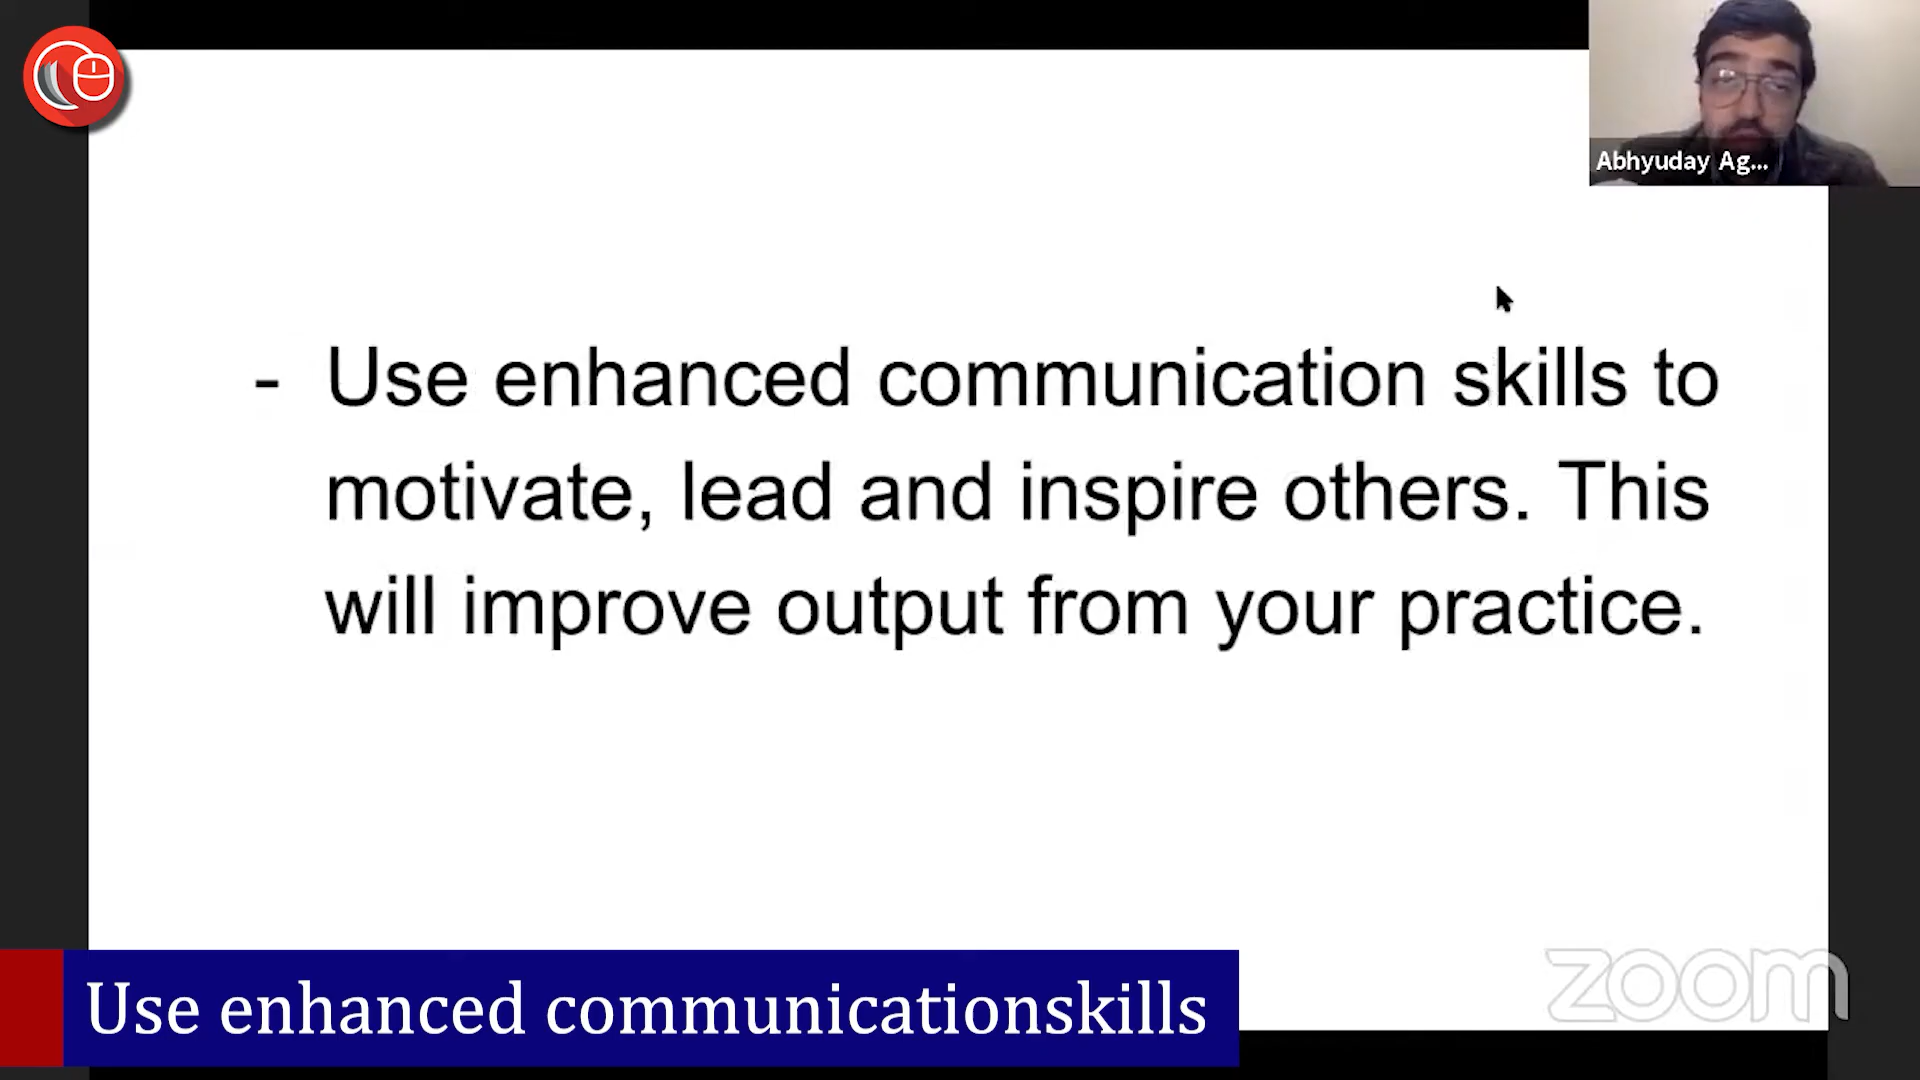 Abhyuday Ag...
- Use enhanced communication skills to
motivate, lead and inspire others. This
will improve output from your practice.
zoom
Use enhanced communicationskills